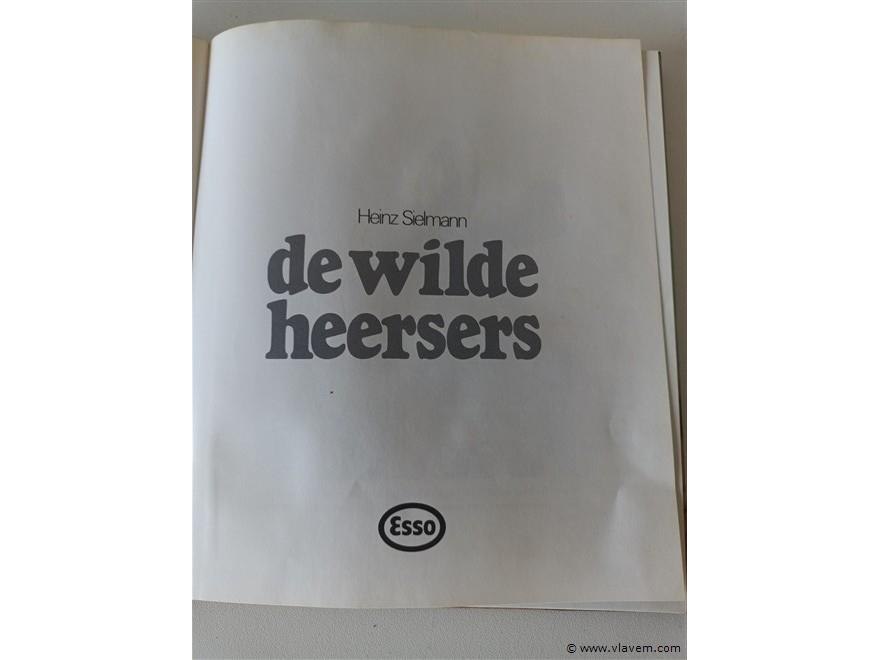 Heinz Sielmann
de wilde
heersers
Esso
© www.vlavem.com